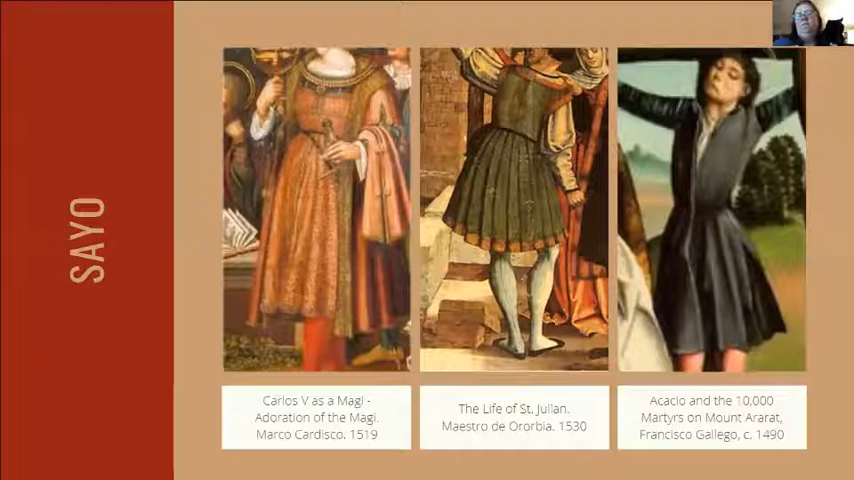 SAYO
Carlos V as a Magi -
Adoration of the Magi.
Marco Cardisco. 1519
The Life of St. Julian.
Maestro de Ororbia. 1530
Acacio and the 10,000
Martyrs on Mount Ararat,
Francisco Gallego, c. 1490